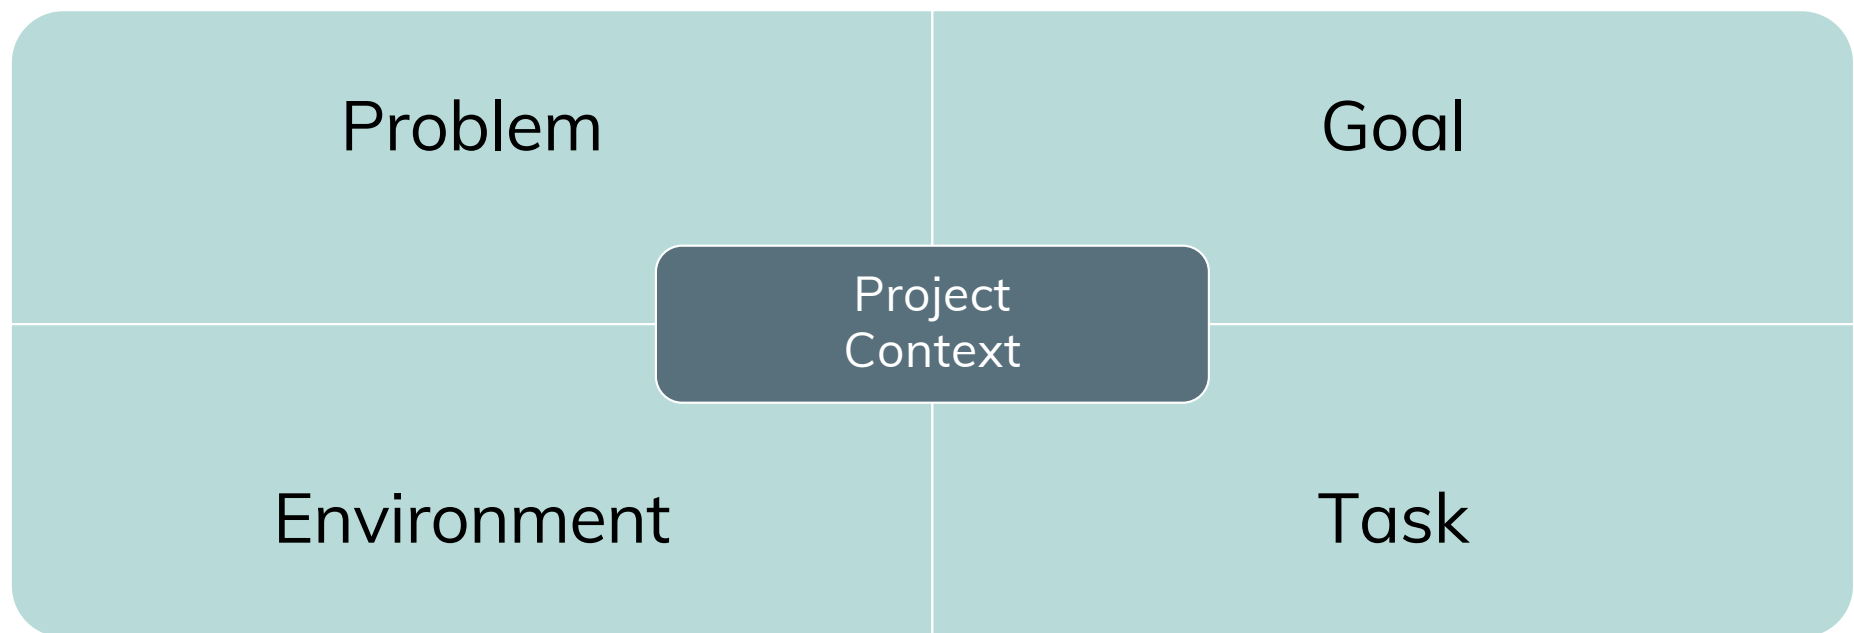 Problem
Goal
Project
Context
Environment
Task